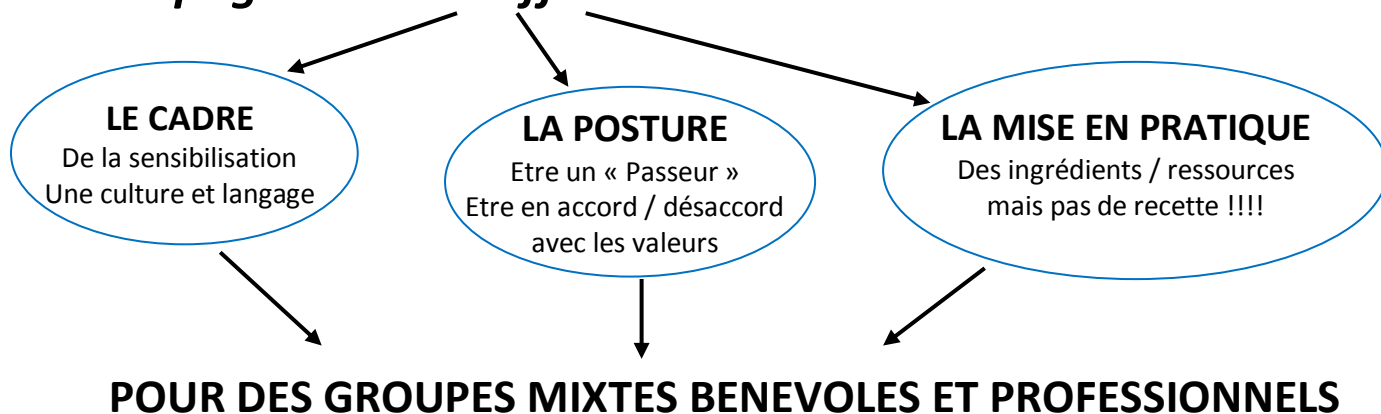 LE CADRE
De la sensibilisation
Une culture et langage
LA POSTURE
Etre un « Passeur »
Etre en accord / désaccord
avec les valeurs
LA MISE EN PRATIQUE
Des ingrédients / ressources
mais pas de recette !!!!
POUR DES GROUPES MIXTES BENEVOLES ET PROFESSIONNELS